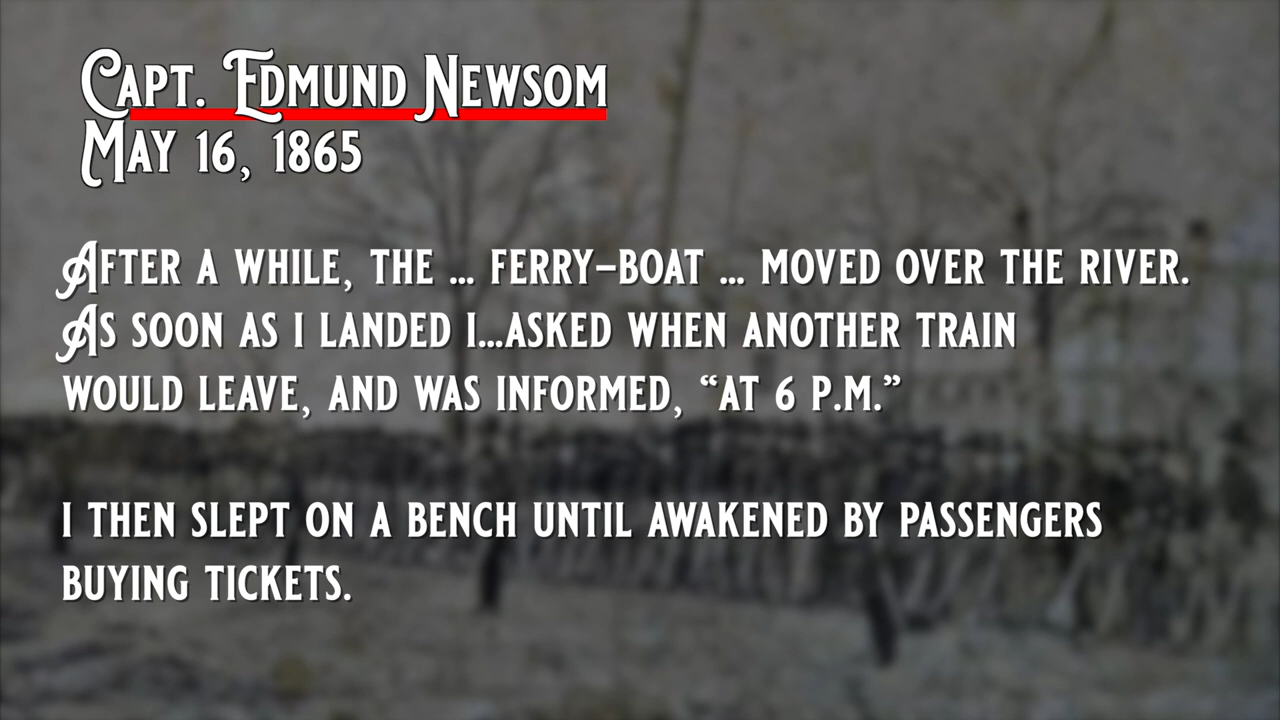 Capt. Edmund Newsom
May 16, 1865
After a while, the ... ferry-boat ... moved over the river.
As soon as I landed I...asked when another train
would leave, and was informed, “at 6 p.m.”
I then slept on a bench until awakened by passengers
buying tickets.